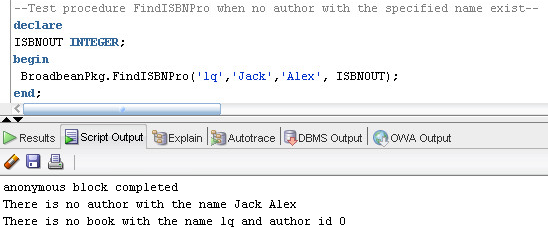 --Test procedure FindISBNPro when no author with the specified name exist--
declare
ISBNOUT INTEGER;
begin
BroadbeanPkg.FindISBNPro('lq','Jack','Alex', ISBNOUT);
end;
Results Script Output Explain Autotrace DBMS Output OWA Output
anonymous block completed
There is no author with the name Jack Alex
There is no book with the name lq and author id 0